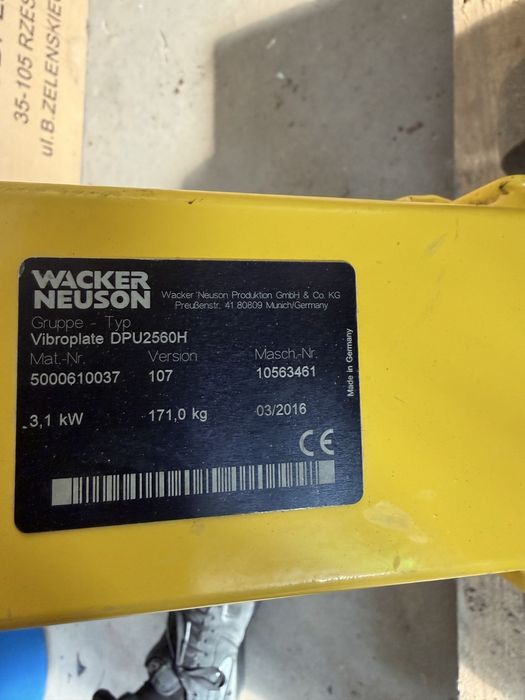 35-105 RZES
ul.B.ZELENSKIE
WACKER
NEUSON
Wacker Neuson Produktion GmbH & Co. KG
Preußenstr. 41 80809 Munich/Germany
Gruppe - Typ
Vibroplate DPU2560H
Mat.-Nr. Version Masch.-Nr.
5000610037 107 10563461
3,1 kW 171,0 kg 03/2016
Made in Germany
CE